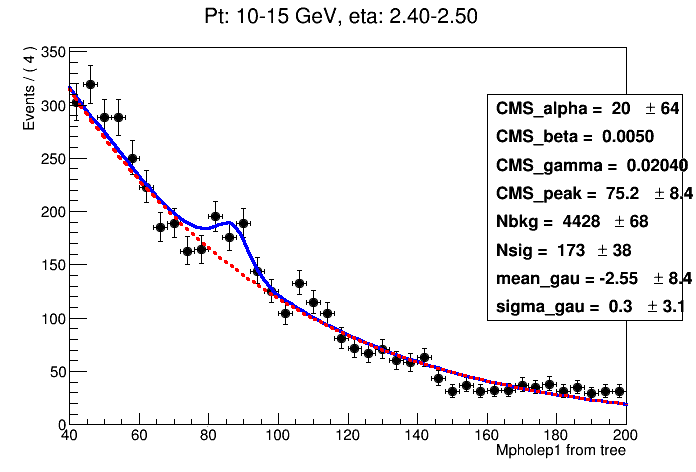 Pt: 10-15 GeV, eta: 2.40-2.50
Events / ( 4 )
350
300
250
200
150
100
50
0
CMS_alpha = 20 ± 64
CMS_beta = 0.0050
CMS_gamma = 0.02040
CMS_peak = 75.2 ± 8.4
Nbkg = 4428 ± 68
Nsig = 173 ± 38
mean_gau = -2.55 ± 8.4
sigma_gau = 0.3 ± 3.1
40 60 80 100 120 140 160 180 200
Mpholep1 from tree